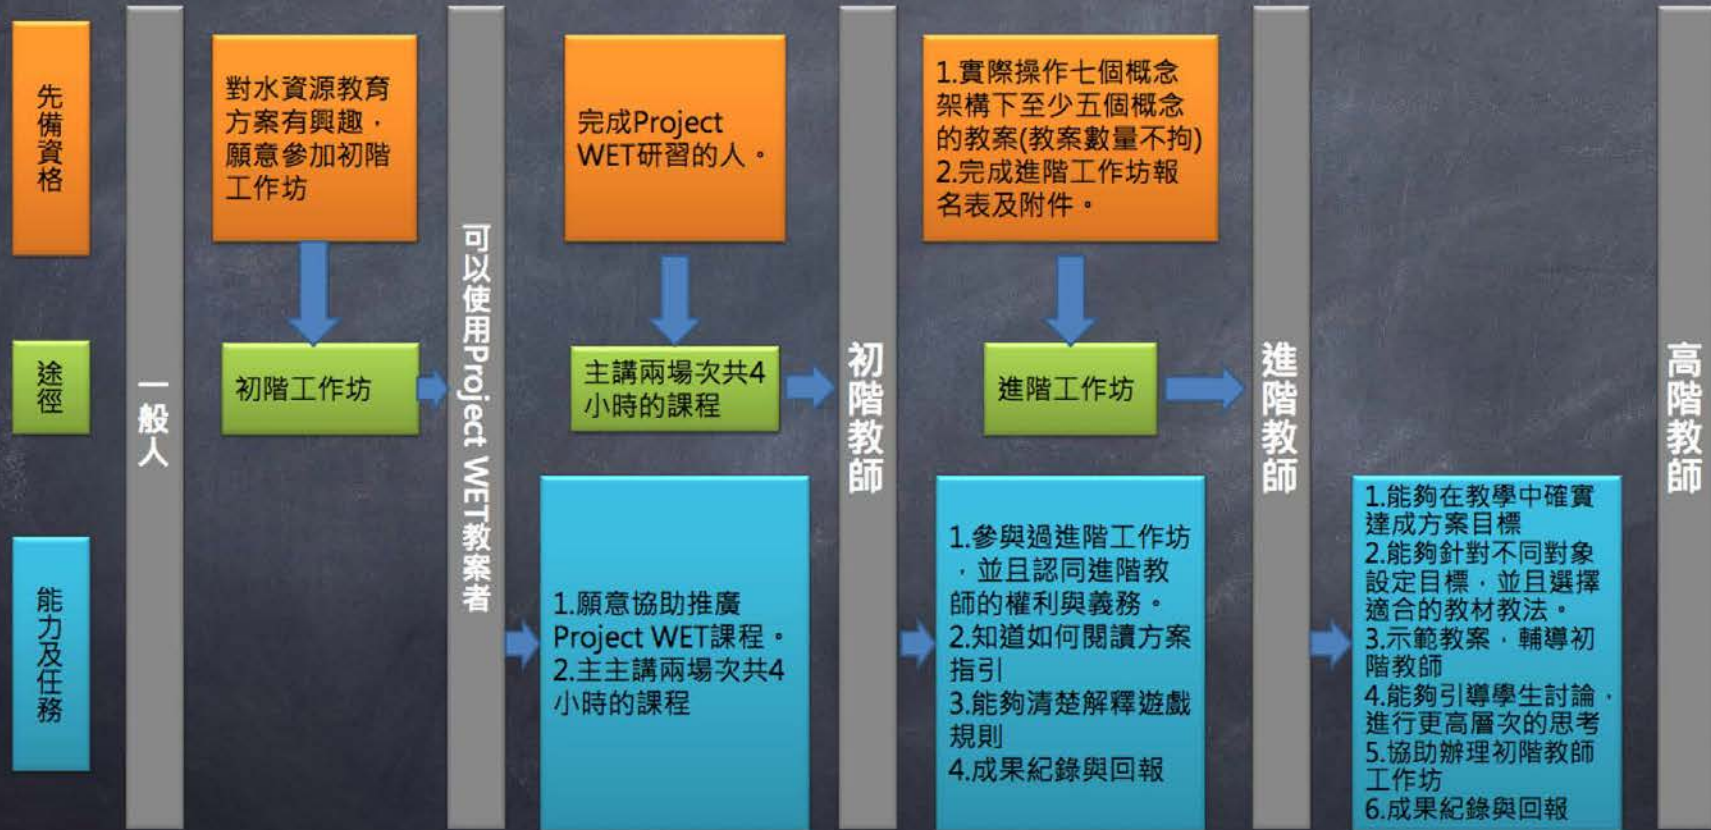 先備資格
對水資源教育
方案有興趣，
願意參加初階
工作坊
完成Project
WET研習的人。
1.實際操作七個概念
架構下至少五個概念
的教案(教案數量不拘)
2.完成進階工作坊報
名表及附件。
途徑
一般人
初階工作坊
可以使用Project WET教案者
主講兩場次共4
小時的課程
初階教師
進階工作坊
進階教師
高階教師
能力及任務
1.願意協助推廣
Project WET課程。
2.主主講兩場次共4
小時的課程
1.參與過進階工作坊
，並且認同進階教
師的權利與義務。
2.知道如何閱讀方案
指引
3.能夠清楚解釋遊戲
規則
4.成果紀錄與回報
1.能夠在教學中確實
達成方案目標
2.能夠針對不同對象
設定目標，並且選擇
適合的教材教法。
3.示範教案，輔導初
階教師
4.能夠引導學生討論，
進行更高層次的思考
5.協助辦理初階教師
工作坊
6.成果紀錄與回報